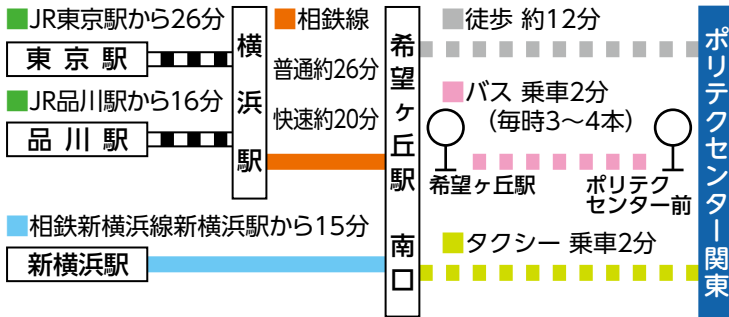 ■JR東京駅から26分
東京駅
■JR品川駅から16分
品川駅
横浜駅
■相鉄線
普通約26分
快速約20分
■相鉄新横浜線新横浜駅から15分
新横浜駅
希望ヶ丘駅 南口
■徒歩 約12分
■バス 乗車2分
（毎時3〜4本）
希望ヶ丘駅
ポリテク
センター前
■タクシー 乗車2分
ポリテクセンター関東